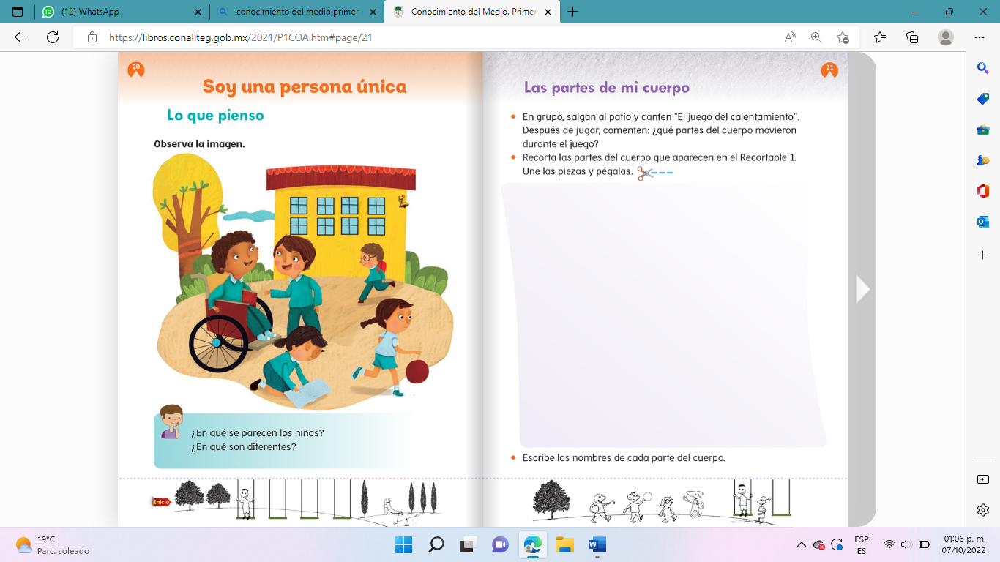 12
(12) WhatsApp
conocimiento del medio primer
Conocimiento del Medio. Primer
https://libros.conaliteg.gob.mx/2021/P1COA.htm#page/21
20
Soy una persona única
Lo que pienso
Observa la imagen.
¿En qué se parecen los niños?
¿En qué son diferentes?
Inicio
21
Las partes de mi cuerpo
En grupo, salgan al patio y canten "El juego del calentamiento".
Después de jugar, comenten: ¿qué partes del cuerpo movieron
durante el juego?
Recorta las partes del cuerpo que aparecen en el Recortable 1.
Une las piezas y pégalas.
Escribe los nombres de cada parte del cuerpo.
19°C
Parc. soleado
ESP
ES
01:06 p. m.
07/10/2022